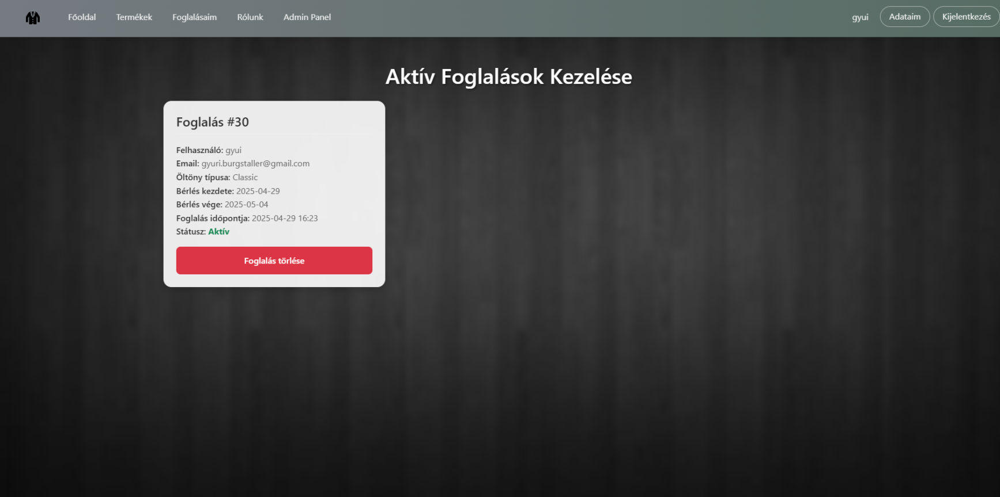 Főoldal Termékek Foglalásaim Rólunk Admin Panel gyui Adataim Kijelentkezés
Aktív Foglalások Kezelése
Foglalás #30
Felhasználó: gyui
Email: gyuri.burgstaller@gmail.com
Öltöny típusa: Classic
Bérlés kezdete: 2025-04-29
Bérlés vége: 2025-05-04
Foglalás időpontja: 2025-04-29 16:23
Státusz: Aktív
Foglalás törlése